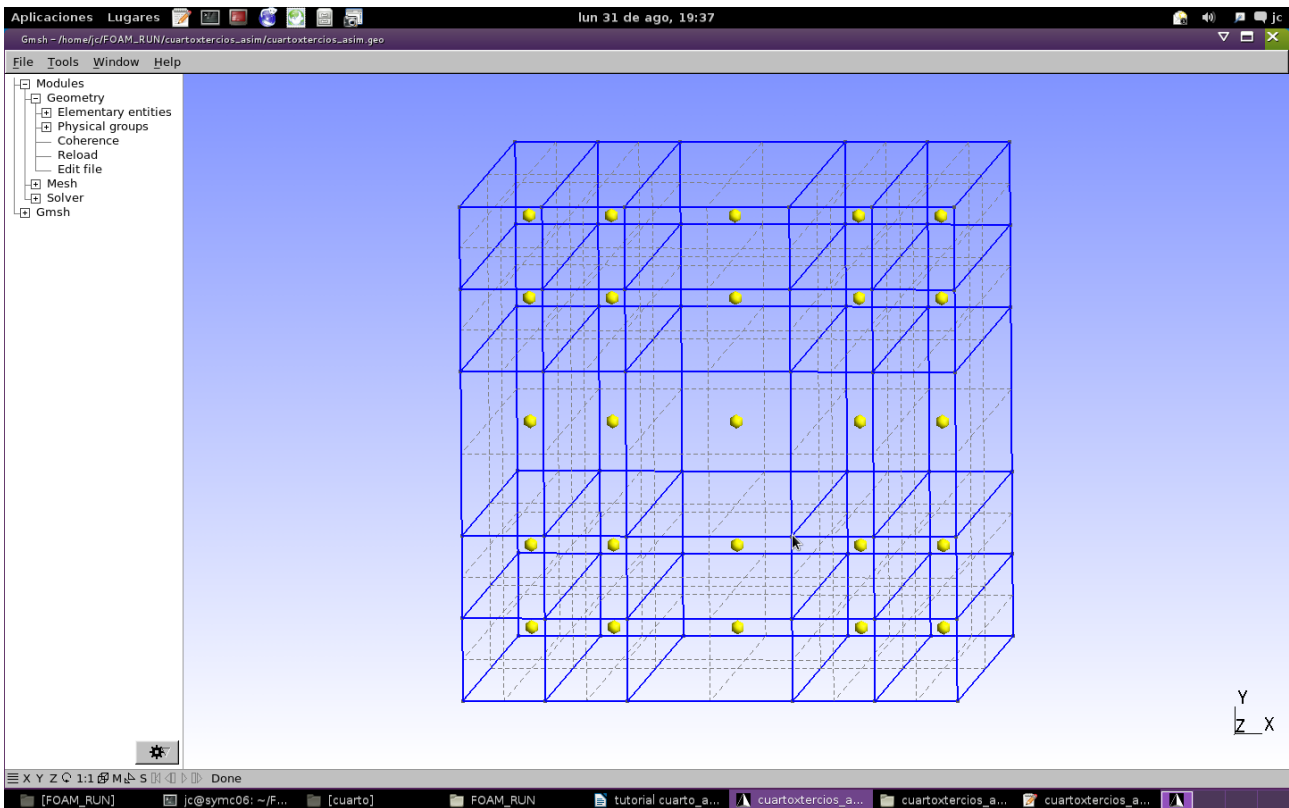 Aplicaciones Lugares lun 31 de ago, 19:37 jc
Gmsh - /home/jc/FOAM_RUN/cuartoxtercios_asim/cuartoxtercios_asim.geo
File Tools Window Help
Modules
Geometry
Elementary entities
Physical groups
Coherence
Reload
Edit file
Mesh
Solver
Gmsh
Y
Z X
X Y Z 1:1 M S Done
[FOAM_RUN] jc@symc06: ~/F... [cuarto] FOAM_RUN tutorial cuarto_a... cuartoxtercios_a... cuartoxtercios_a... cuartoxtercios_a...